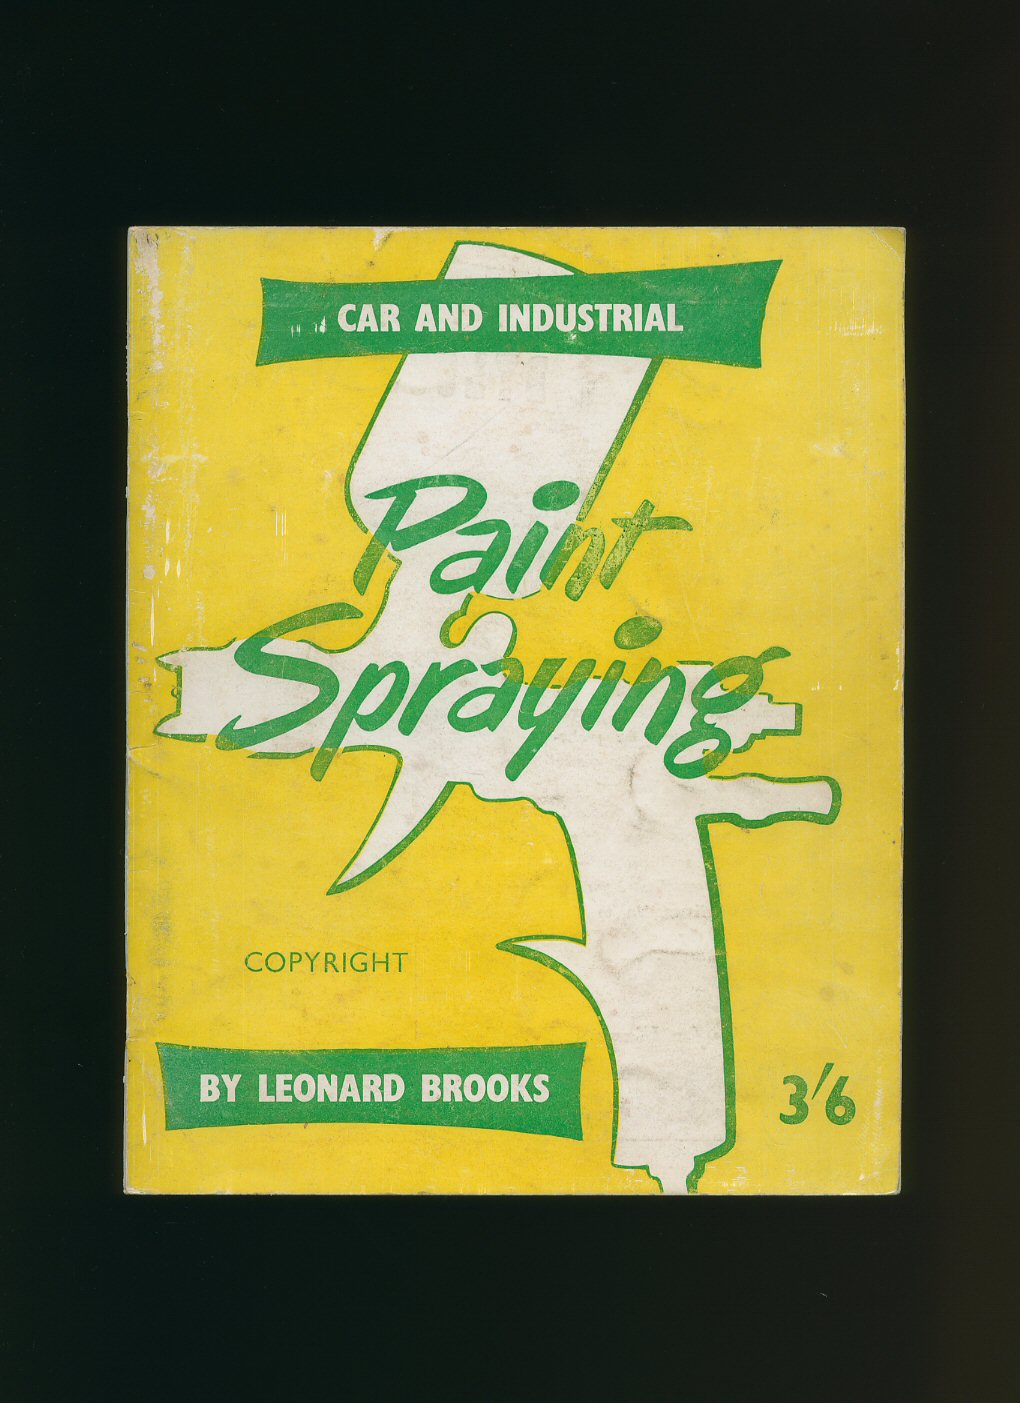 CAR AND INDUSTRIAL
Paint
Spraying
COPYRIGHT
BY LEONARD BROOKS
3/6